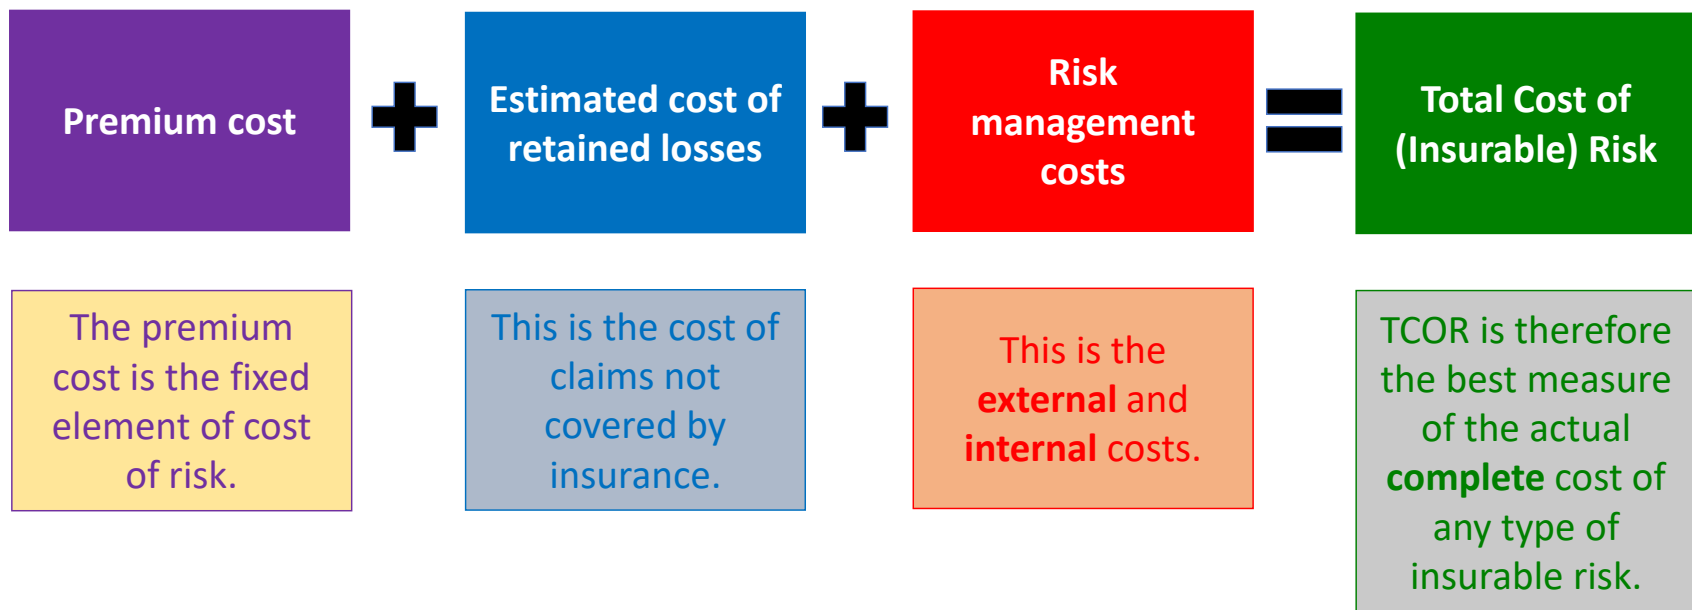 Premium cost
Estimated cost of
retained losses
Risk
management
costs
Total Cost of
(Insurable) Risk
The premium
cost is the fixed
element of cost
of risk.
This is the cost of
claims not
covered by
insurance.
This is the
external and
internal costs.
TCOR is therefore
the best measure
of the actual
complete cost of
any type of
insurable risk.